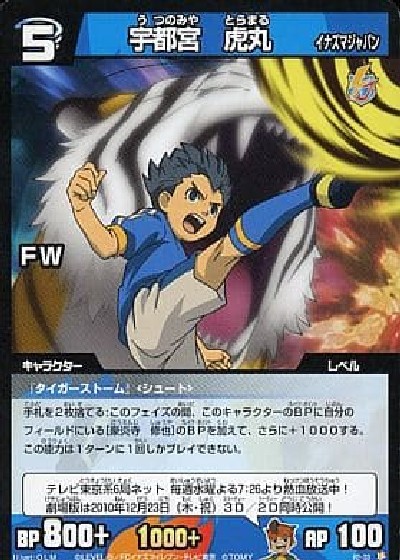 5
うつのみや とらまる
宇都宮 虎丸
イナズマジャパン
FW
キャラクター
レベル
「タイガーストーム」<シュート>
手札を2枚捨てる:このフェイズの間、このキャラクターのBPに自分の
フィールドにいる[豪炎寺 修也]のBPを加えて、さらに+1000する。
この能力は1ターンに1回しかプレイできない。
テレビ東京系6局ネット 毎週水曜よる7:26より熱血放送中!
劇場版は2010年12月23日(木・祝)3D/2D同時公開!
BP 800+ 1000+ AP 100